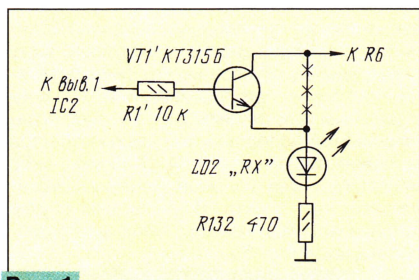 VT1' КТ315Б
К R6
К выв.1
IC2
R1' 10 к
LD2 „RX"
R132 470